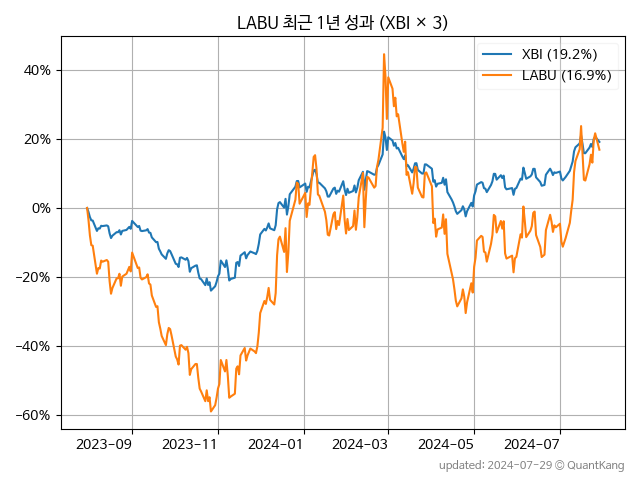 LABU 최근 1년 성과 (XBI × 3)
XBI (19.2%)
LABU (16.9%)
40%
20%
0%
−20%
−40%
−60%
2023-09 2023-11 2024-01 2024-03 2024-05 2024-07
updated: 2024-07-29 ⓒ QuantKang